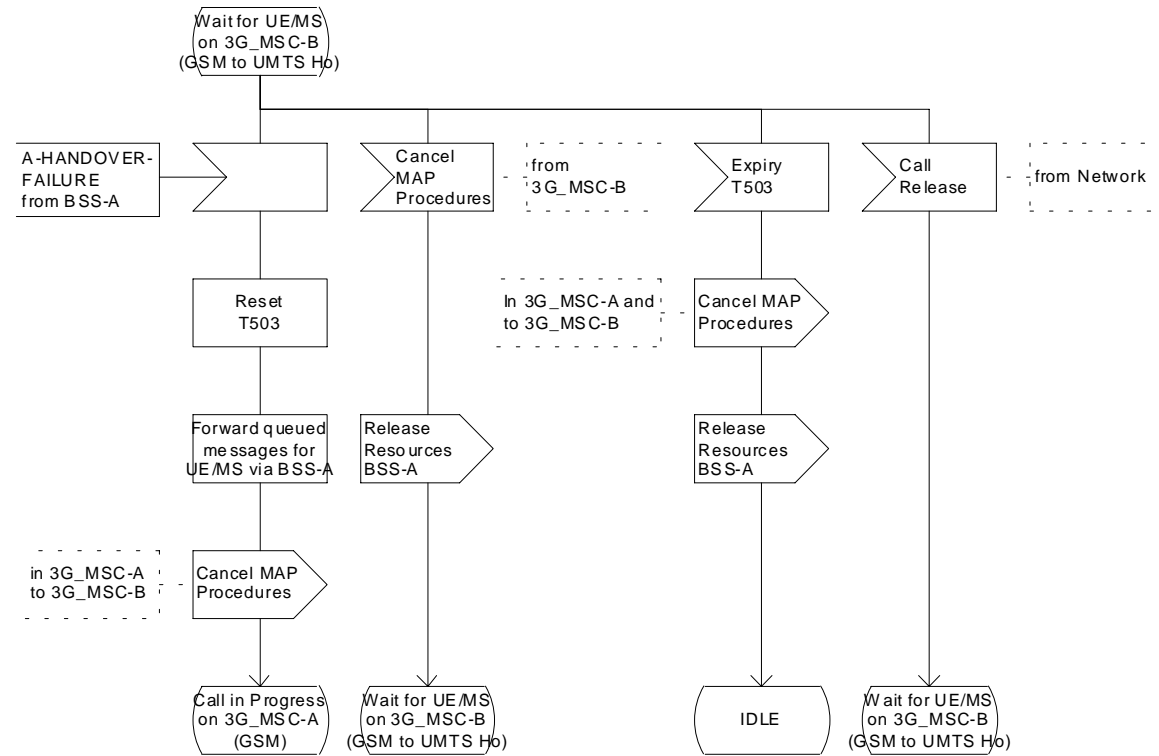 Wait for UE/MS
on 3G_MSC-B
(GSM to UMTS Ho)
A-HANDOVER-
FAILURE
from BSS-A
Cancel
MAP
Procedures
from
3G_MSC-B
Expiry
T503
Call
Release
from Network
Reset
T503
In 3G_MSC-A and
to 3G_MSC-B
Cancel MAP
Procedures
Forward queued
messages for
UE/MS via BSS-A
Release
Resources
BSS-A
Release
Resources
BSS-A
in 3G_MSC-A
to 3G_MSC-B
Cancel MAP
Procedures
Call in Progress
on 3G_MSC-A
(GSM)
Wait for UE/MS
on 3G_MSC-B
(GSM to UMTS Ho)
IDLE
Wait for UE/MS
on 3G_MSC-B
(GSM to UMTS Ho)